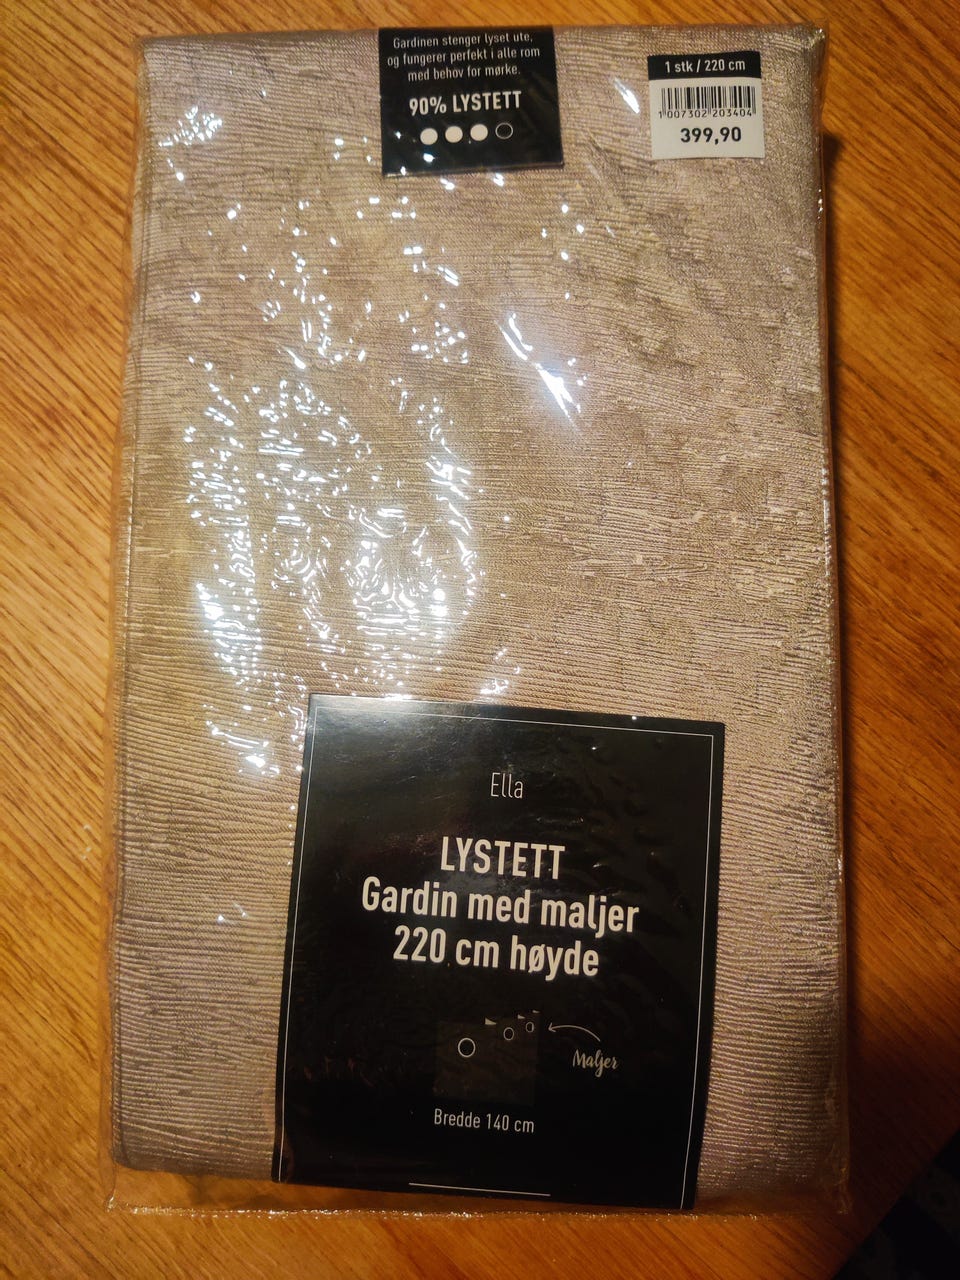 Gardinen stenger lyset ute,
og fungerer perfekt i alle rom
med behov for mørke.
90% LYSTETT
1 stk / 220 cm
1 007302 203404
399,90
Ella
LYSTETT
Gardin med maljer
220 cm høyde
Maljer
Bredde 140 cm